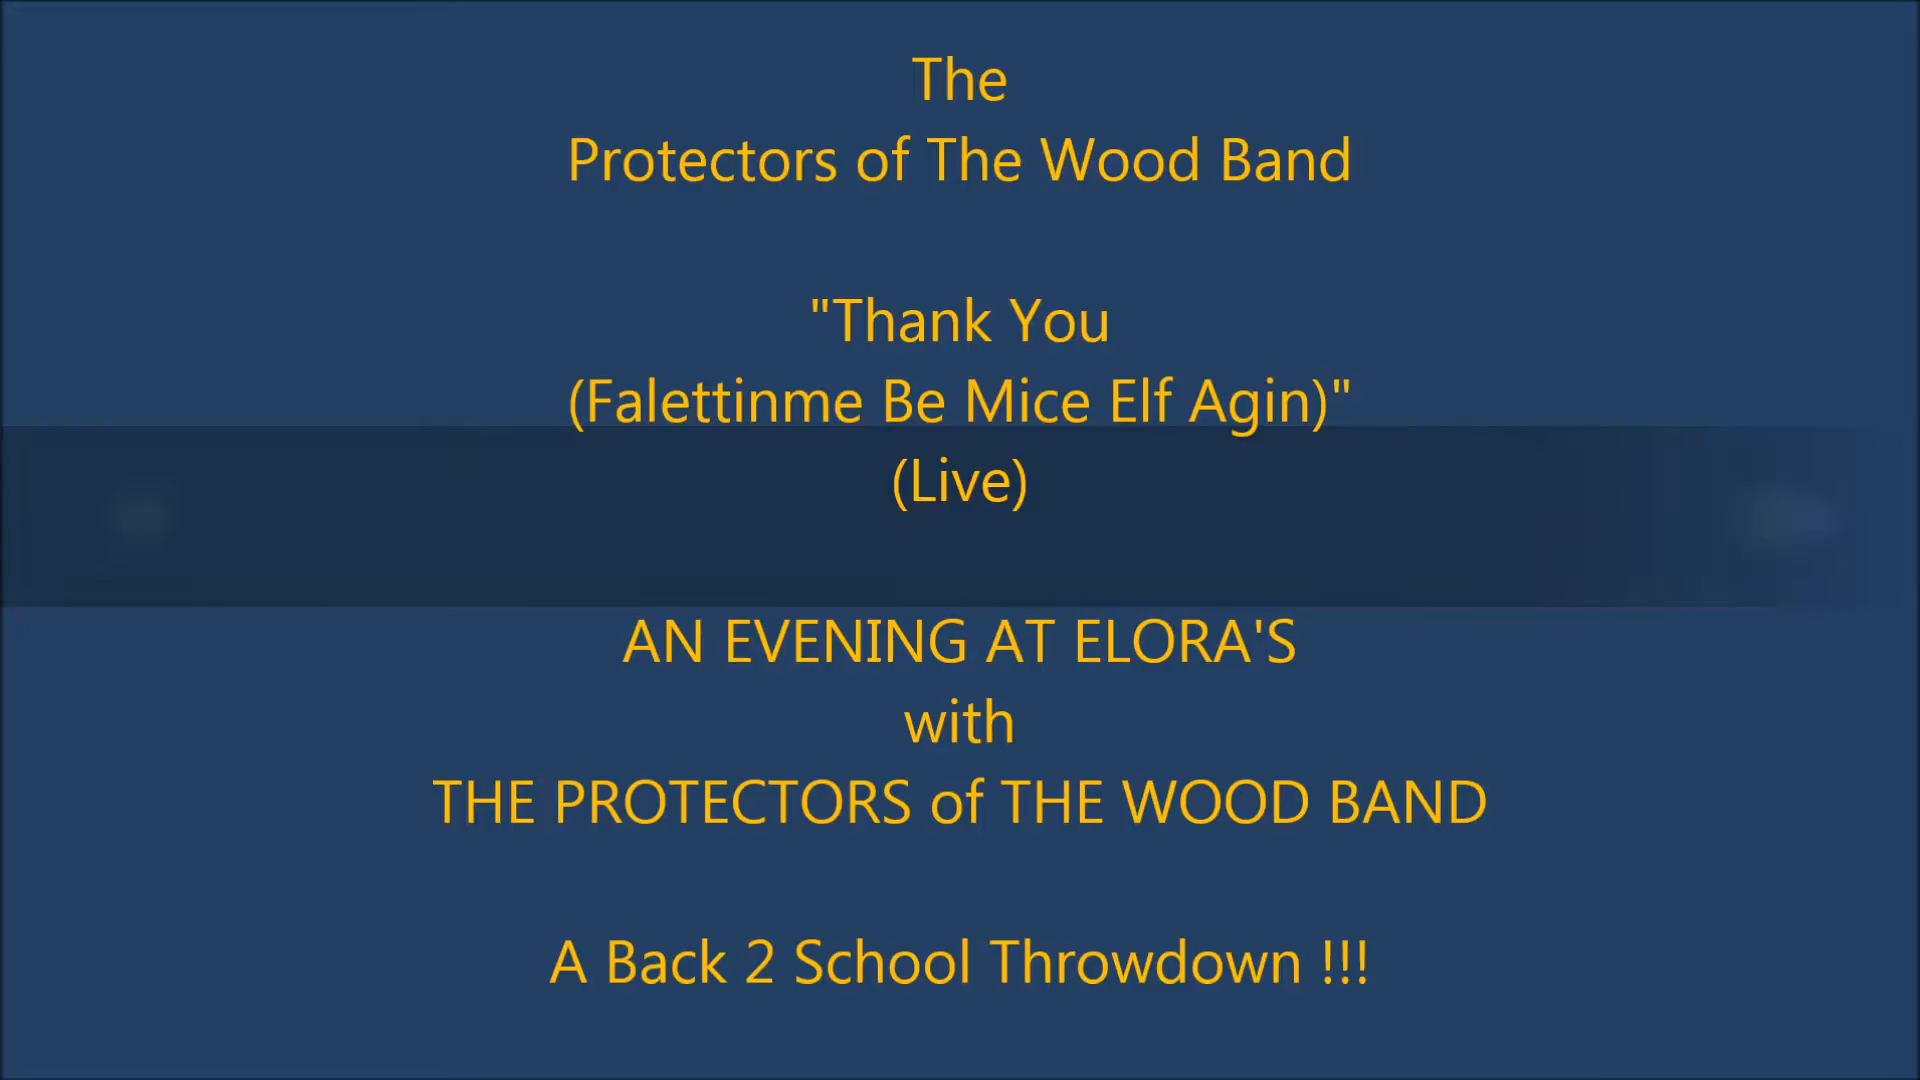 The
Protectors of The Wood Band
"Thank You
(Falettinme Be Mice Elf Agin)"
(Live)
AN EVENING AT ELORA'S
with
THE PROTECTORS of THE WOOD BAND
A Back 2 School Throwdown !!!